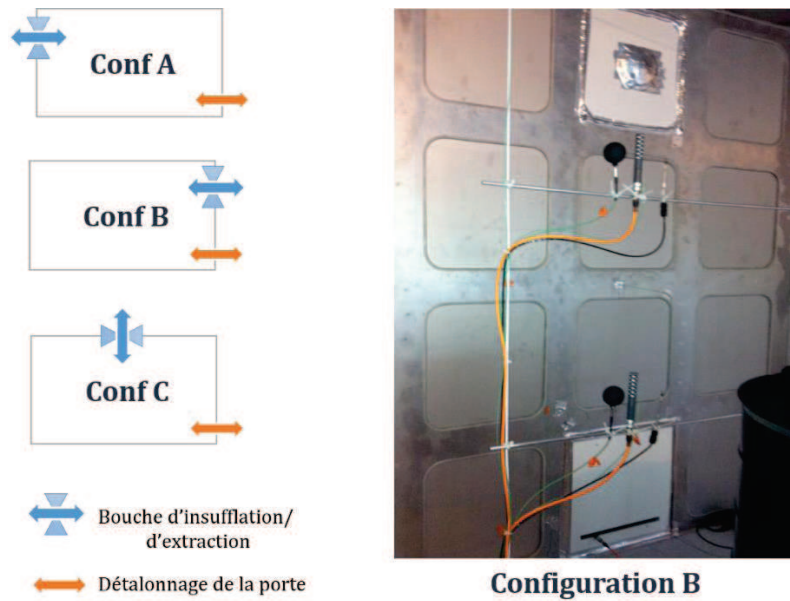 Conf A
Conf B
Conf C
Bouche d'insufflation/
d'extraction
Détalonnage de la porte
Configuration B